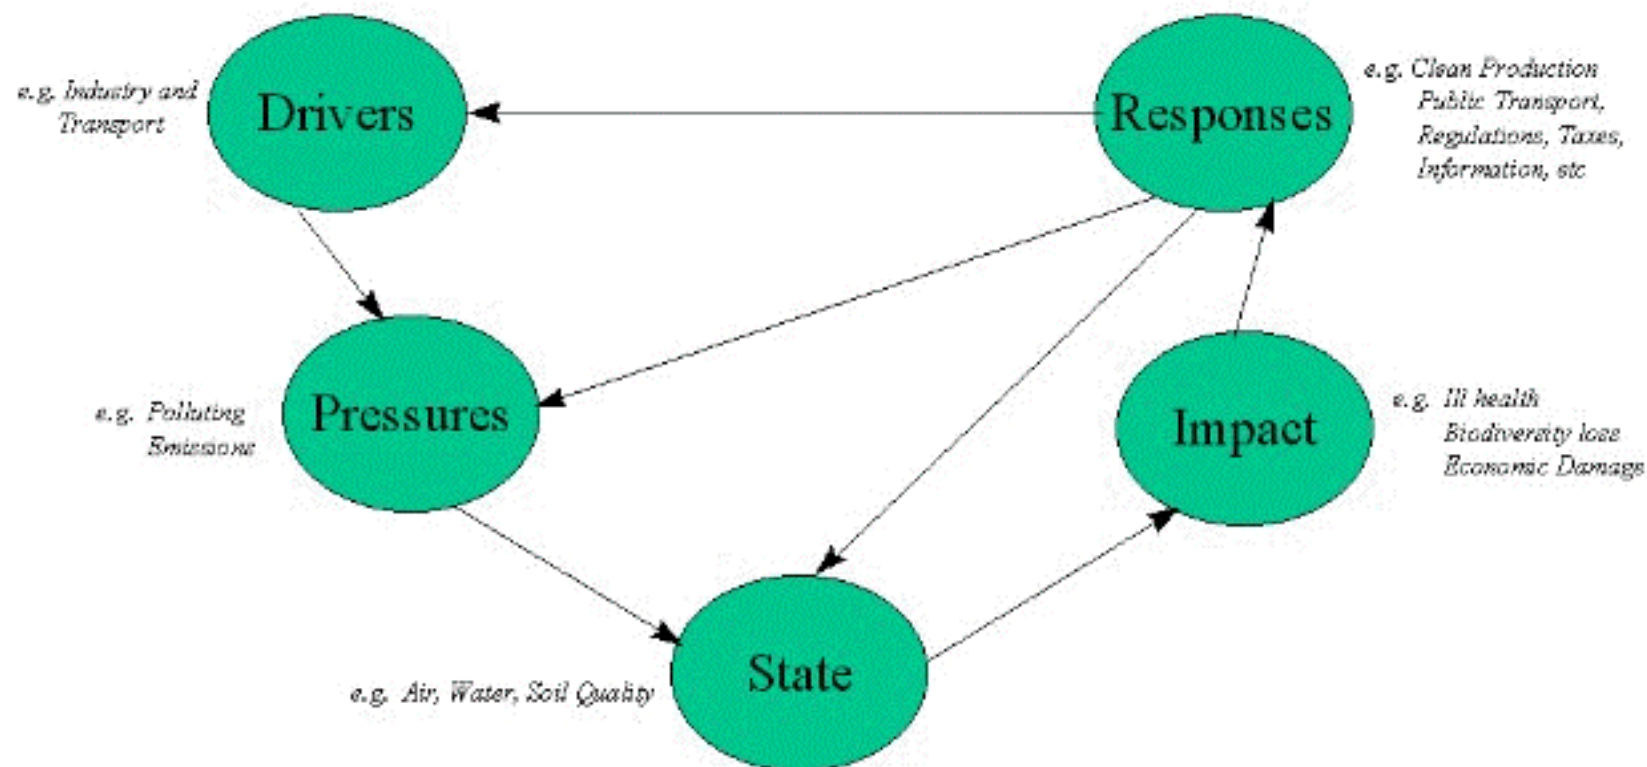 Drivers
e.g. Industry and
Transport
Responses
e.g. Clean Production
Public Transport,
Regulations, Taxes,
Information, etc
Pressures
e.g. Polluting
Emissions
Impact
e.g. Ill health
Biodiversity loss
Economic Damage
State
e.g. Air, Water, Soil Quality